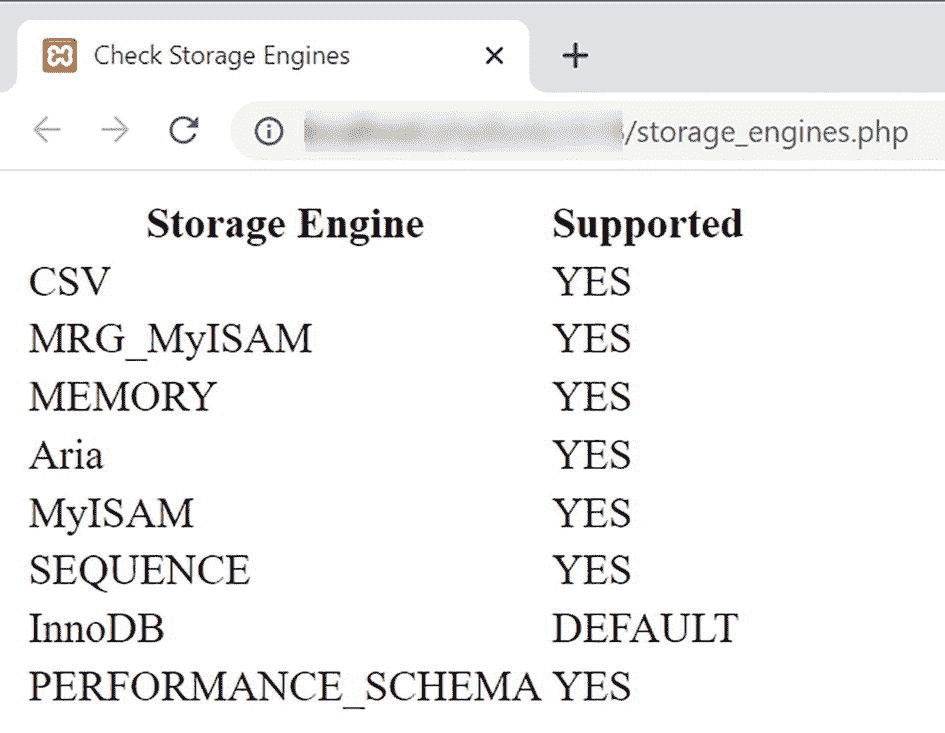 Check Storage Engines
/storage_engines.php
Storage Engine Supported
CSV YES
MRG_MyISAM YES
MEMORY YES
Aria YES
MyISAM YES
SEQUENCE YES
InnoDB DEFAULT
PERFORMANCE_SCHEMA YES